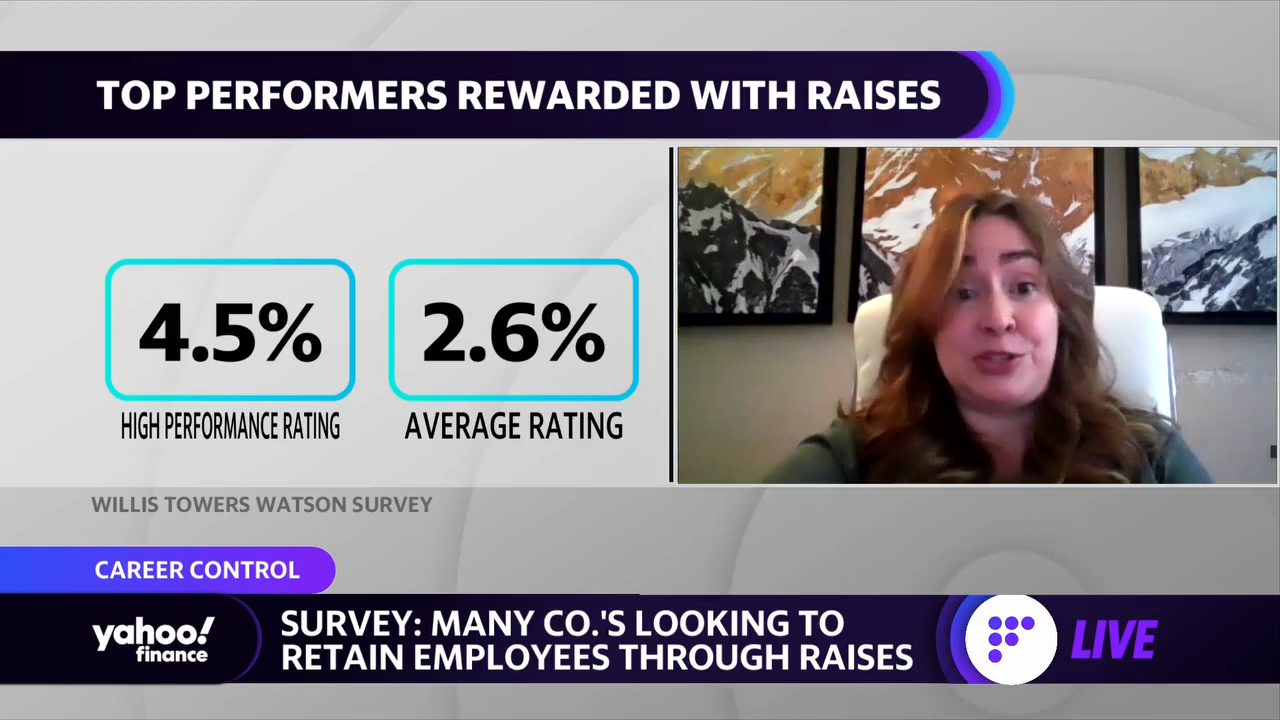 TOP PERFORMERS REWARDED WITH RAISES
4.5%
2.6%
HIGH PERFORMANCE RATING
AVERAGE RATING
WILLIS TOWERS WATSON SURVEY
CAREER CONTROL
yahoo!
finance
SURVEY: MANY CO.'S LOOKING TO
RETAIN EMPLOYEES THROUGH RAISES
LIVE